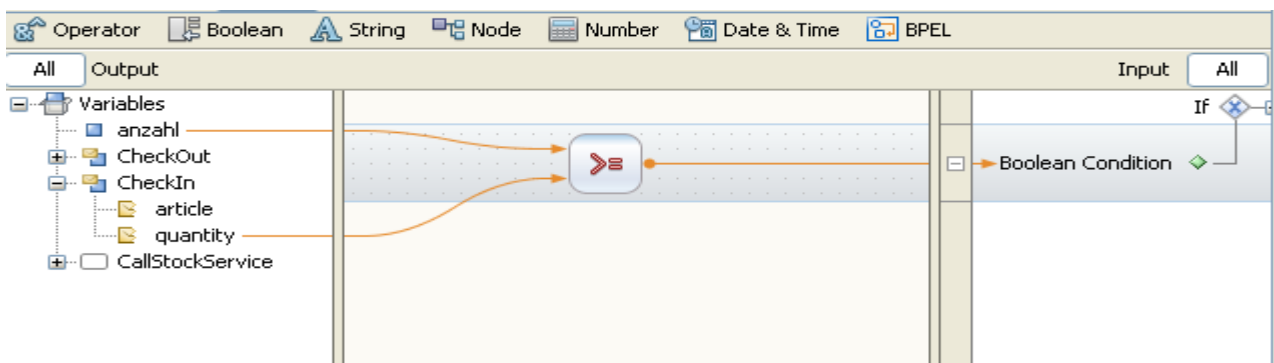 Operator Boolean String Node Number Date & Time BPEL
All Output Input All
Variables If
anzahl
CheckOut >= Boolean Condition
CheckIn
article
quantity
CallStockService